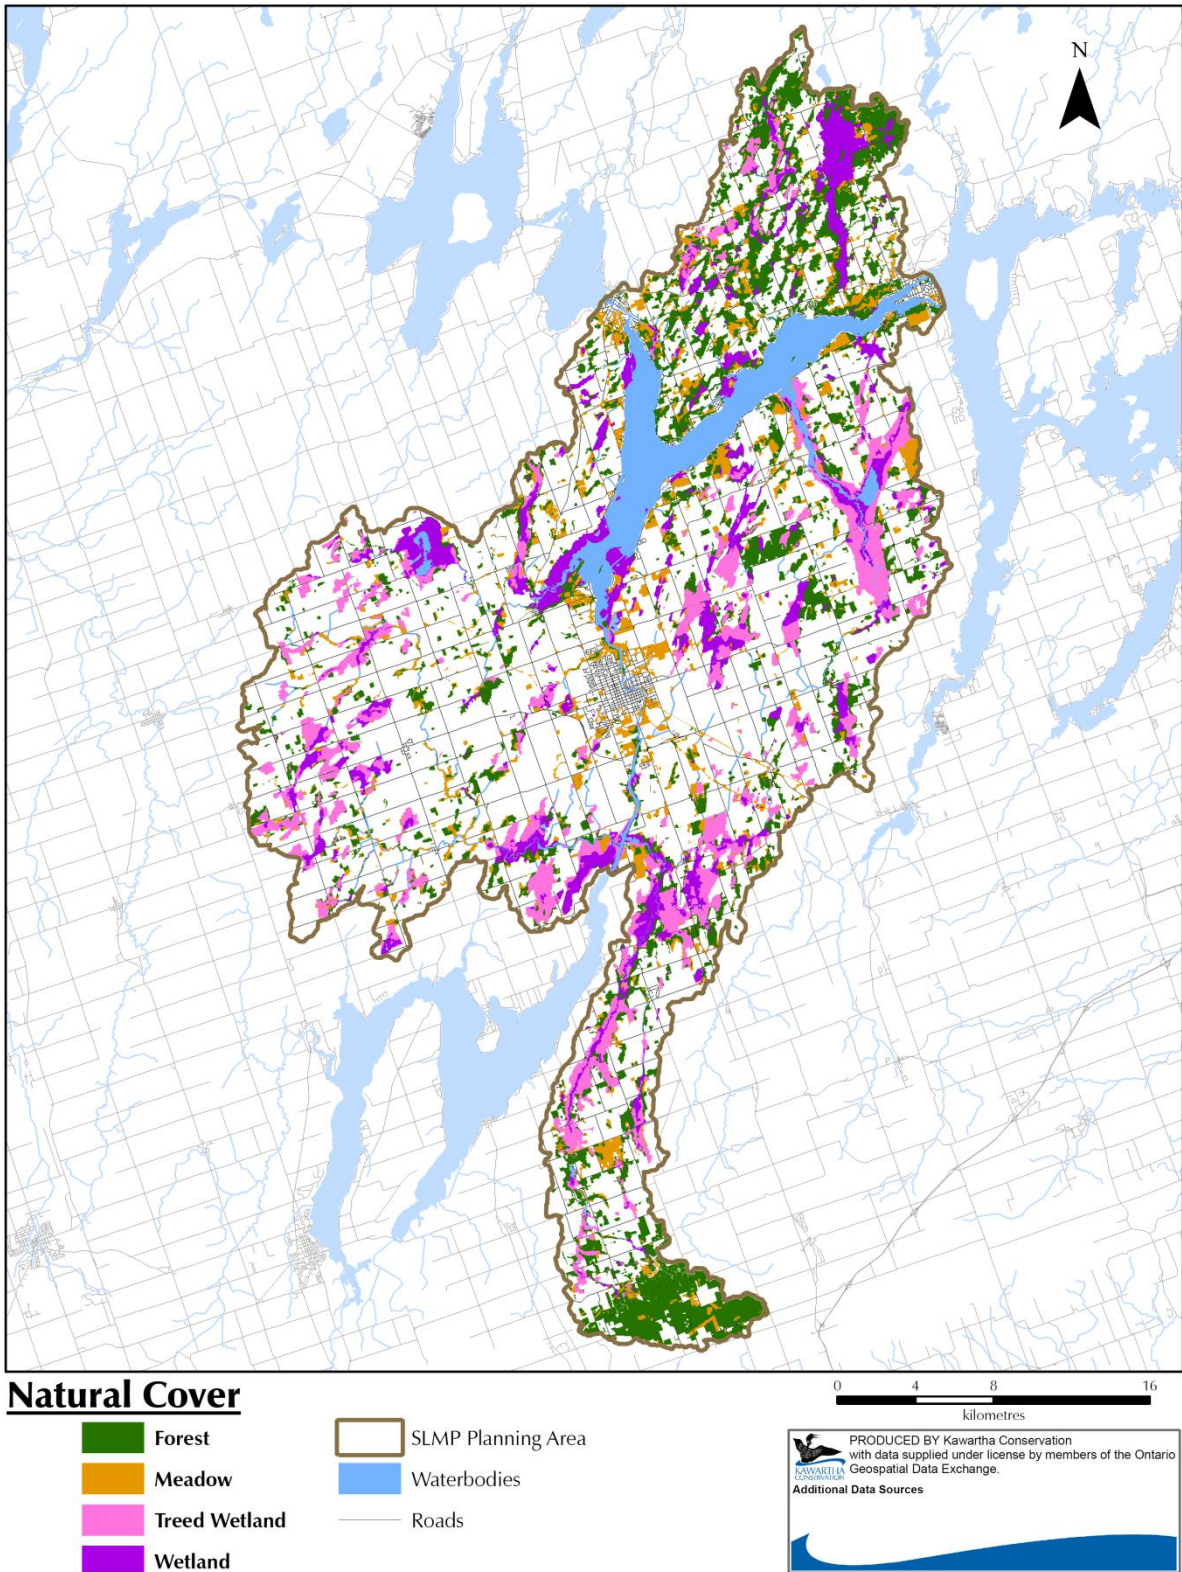 N
Natural Cover
Forest
Meadow
Treed Wetland
Wetland
SLMP Planning Area
Waterbodies
Roads
0 4 8 16
kilometres
PRODUCED BY Kawartha Conservation
with data supplied under license by members of the Ontario
Geospatial Data Exchange.
KAWARTHA
CONSERVATION
Additional Data Sources